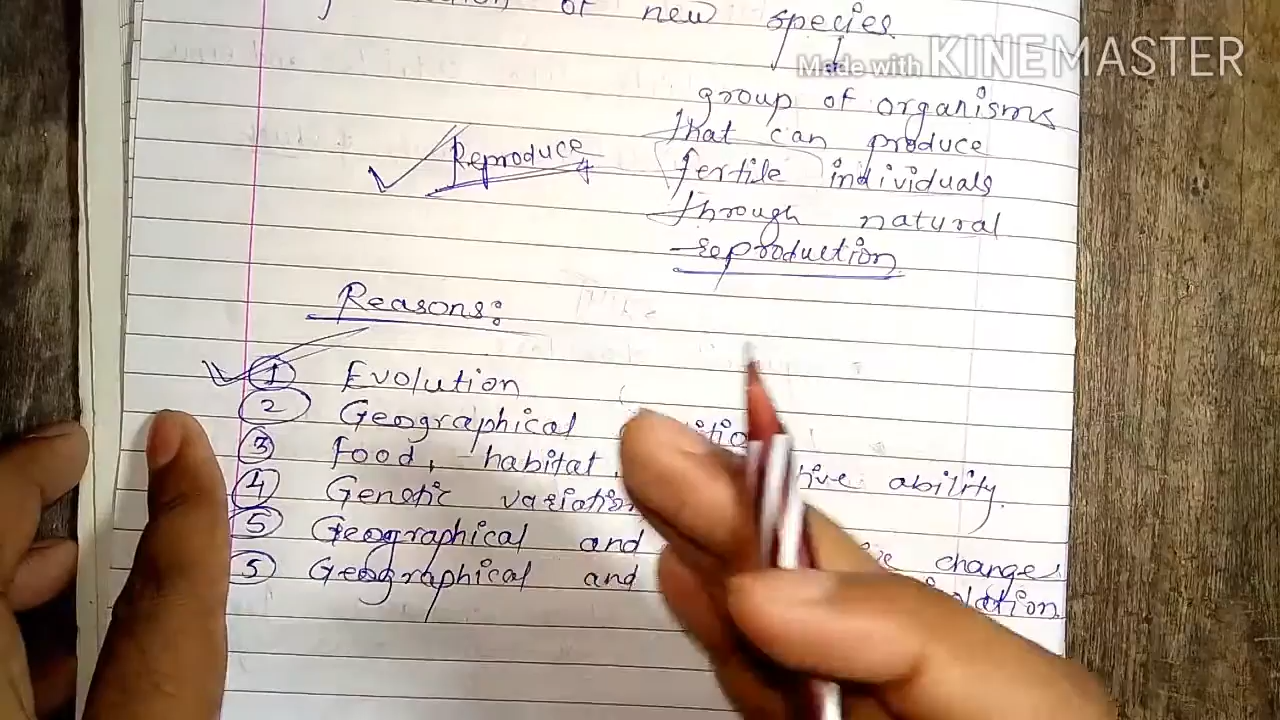 of new species
Made with KINEMASTER
group of organisms
that can produce
Reproduce
fertile individuals
through natural
reproduction
Reasons:
1 Evolution
2 Geographical
3 Food, habitat, ability.
4 Genetic variation
5 Geographical and changes
5 Geographical and